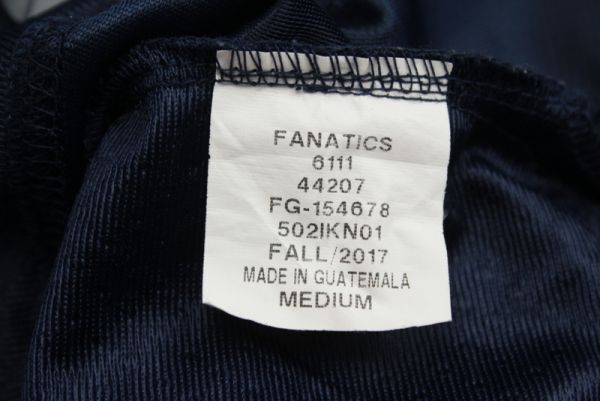 FANATICS
6111
44207
FG-154678
502IKN01
FALL/2017
MADE IN GUATEMALA
MEDIUM